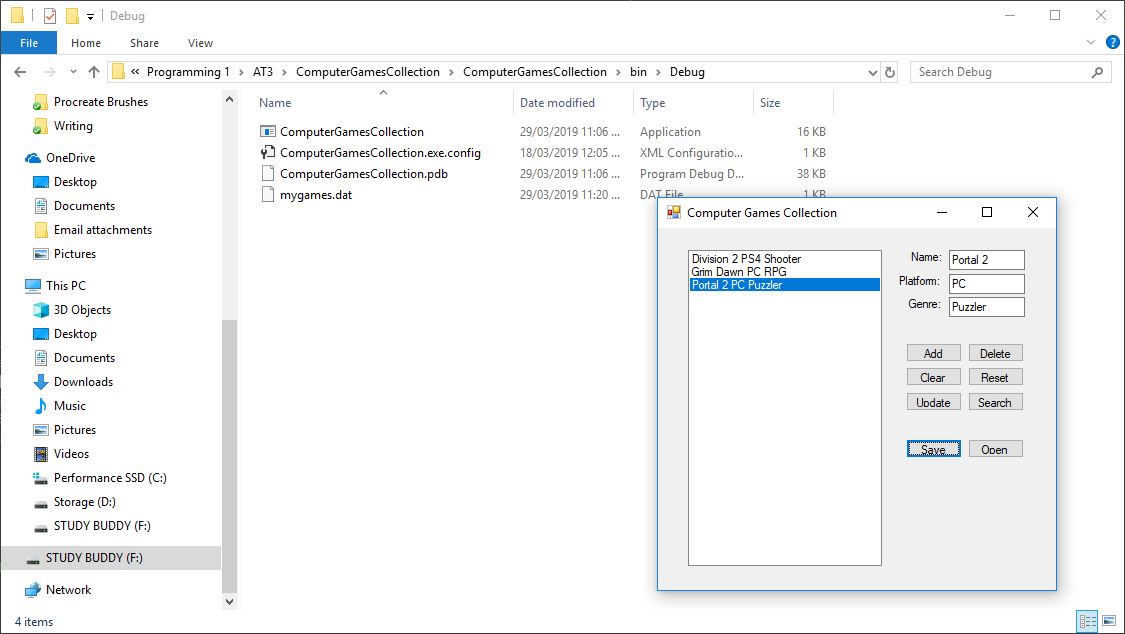 Debug
File Home Share View
« Programming 1 › AT3 › ComputerGamesCollection › ComputerGamesCollection › bin › Debug
Search Debug
Procreate Brushes
Writing
OneDrive
Desktop
Documents
Email attachments
Pictures
This PC
3D Objects
Desktop
Documents
Downloads
Music
Pictures
Videos
Performance SSD (C:)
Storage (D:)
STUDY BUDDY (F:)
STUDY BUDDY (F:)
Network
Name Date modified Type Size
ComputerGamesCollection 29/03/2019 11:06 ... Application 16 KB
ComputerGamesCollection.exe.config 18/03/2019 12:05 ... XML Configuratio... 1 KB
ComputerGamesCollection.pdb 29/03/2019 11:06 ... Program Debug D... 38 KB
mygames.dat 29/03/2019 11:20 ... DAT File 1 KB
Computer Games Collection
Division 2 PS4 Shooter
Grim Dawn PC RPG
Portal 2 PC Puzzler
Name: Portal 2
Platform: PC
Genre: Puzzler
Add Delete
Clear Reset
Update Search
Save Open
4 items